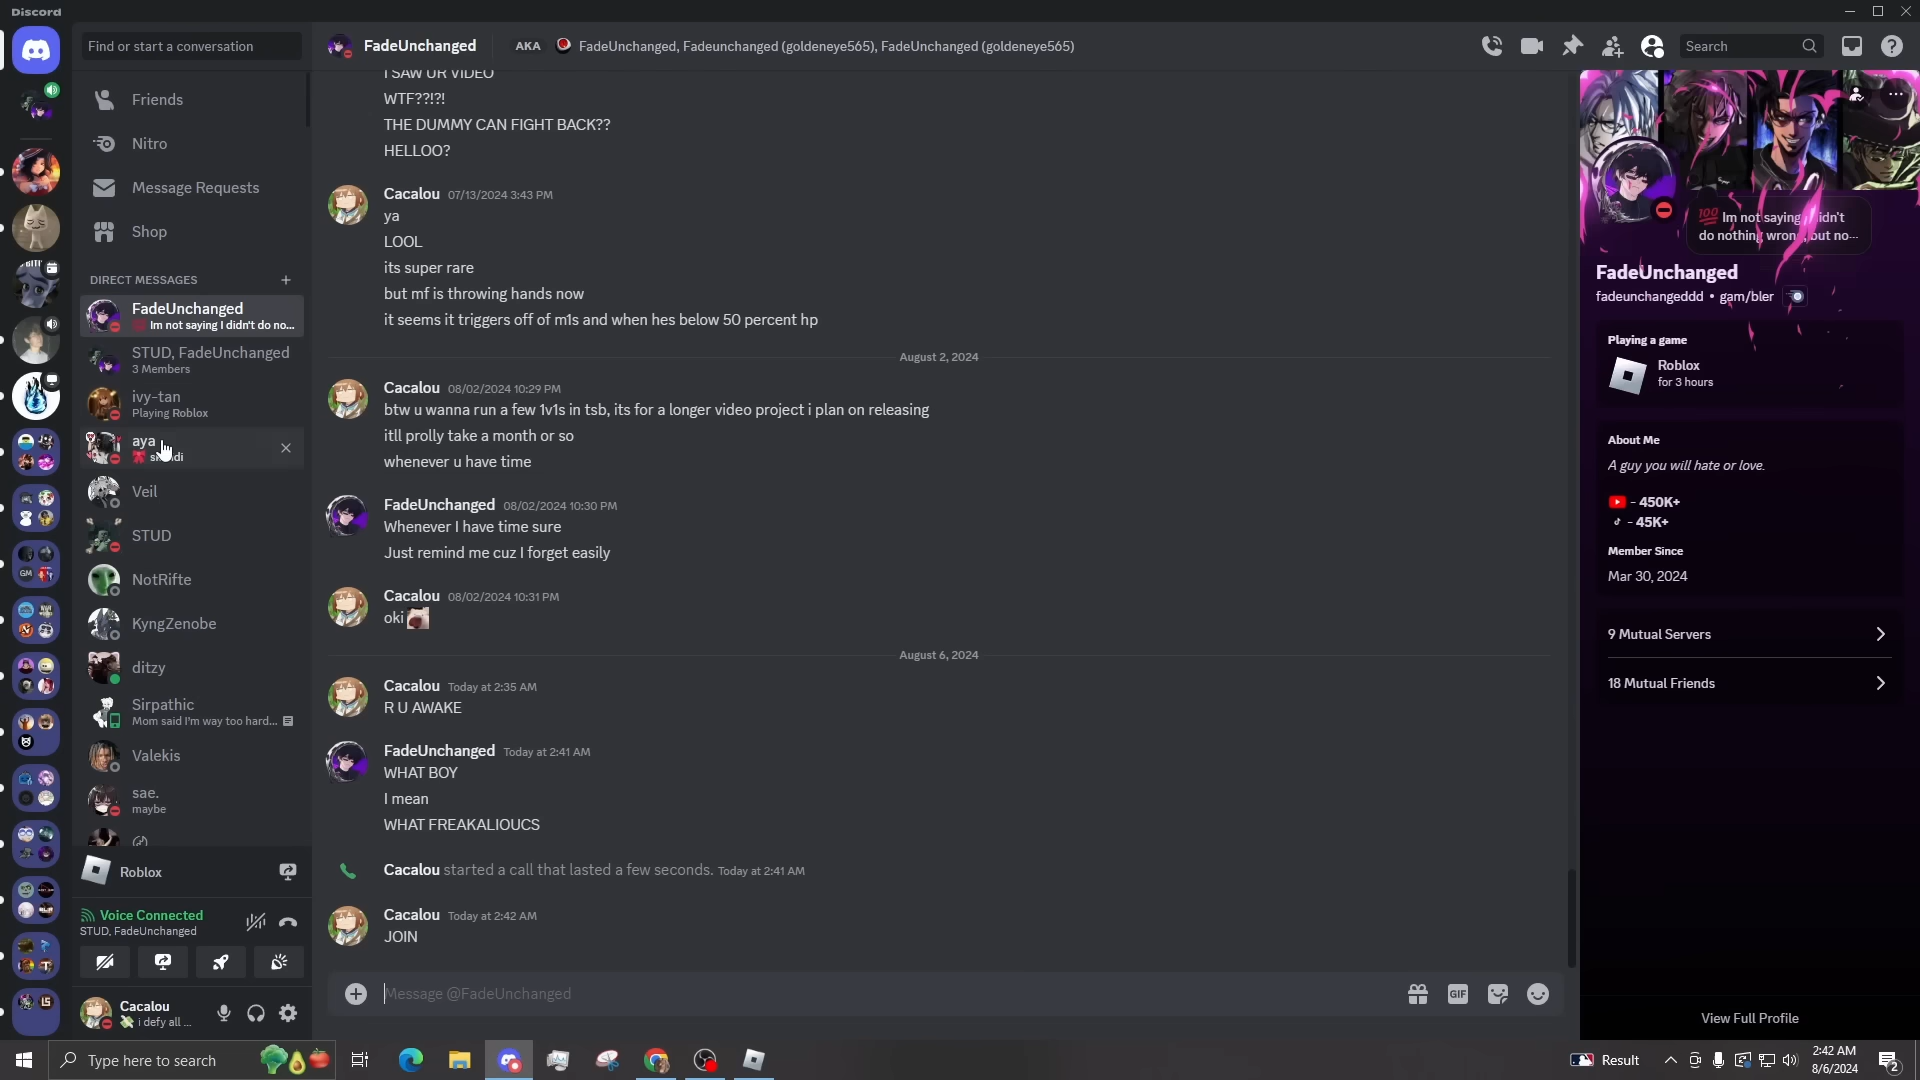 Discord
Find or start a conversation
Friends
Nitro
Message Requests
Shop
DIRECT MESSAGES
FadeUnchanged
Im not saying I didn't do no...
STUD, FadeUnchanged
3 Members
ivy-tan
Playing Roblox
aya
Veil
STUD
NotRifte
KyngZenobe
ditzy
Sirpathic
Mom said I'm way too hard...
Valekis
sae.
maybe
Roblox
Voice Connected
STUD, FadeUnchanged
Cacalou
i defy all ...
FadeUnchanged
AKA FadeUnchanged, Fadeunchanged (goldeneye565), FadeUnchanged (goldeneye565)
Search
I SAW UR VIDEO
WTF??!?!
THE DUMMY CAN FIGHT BACK??
HELLOO?
Cacalou 07/13/2024 3:43 PM
ya
LOOL
its super rare
but mf is throwing hands now
it seems it triggers off of m1s and when hes below 50 percent hp
August 2, 2024
Cacalou 08/02/2024 10:29 PM
btw u wanna run a few 1v1s in tsb, its for a longer video project i plan on releasing
itll prolly take a month or so
whenever u have time
FadeUnchanged 08/02/2024 10:30 PM
Whenever I have time sure
Just remind me cuz I forget easily
Cacalou 08/02/2024 10:31 PM
oki
August 6, 2024
Cacalou Today at 2:35 AM
R U AWAKE
FadeUnchanged Today at 2:41 AM
WHAT BOY
I mean
WHAT FREAKALIOUCS
Cacalou started a call that lasted a few seconds. Today at 2:41 AM
Cacalou Today at 2:42 AM
JOIN
Message @FadeUnchanged
GIF
100 Im not saying I didn't
do nothing wrong, but no...
FadeUnchanged
fadeunchangeddd • gam/bler
Playing a game
Roblox
for 3 hours
About Me
A guy you will hate or love.
- 450K+
- 45K+
Member Since
Mar 30, 2024
9 Mutual Servers
18 Mutual Friends
View Full Profile
Type here to search
Result
2:42 AM
8/6/2024
2